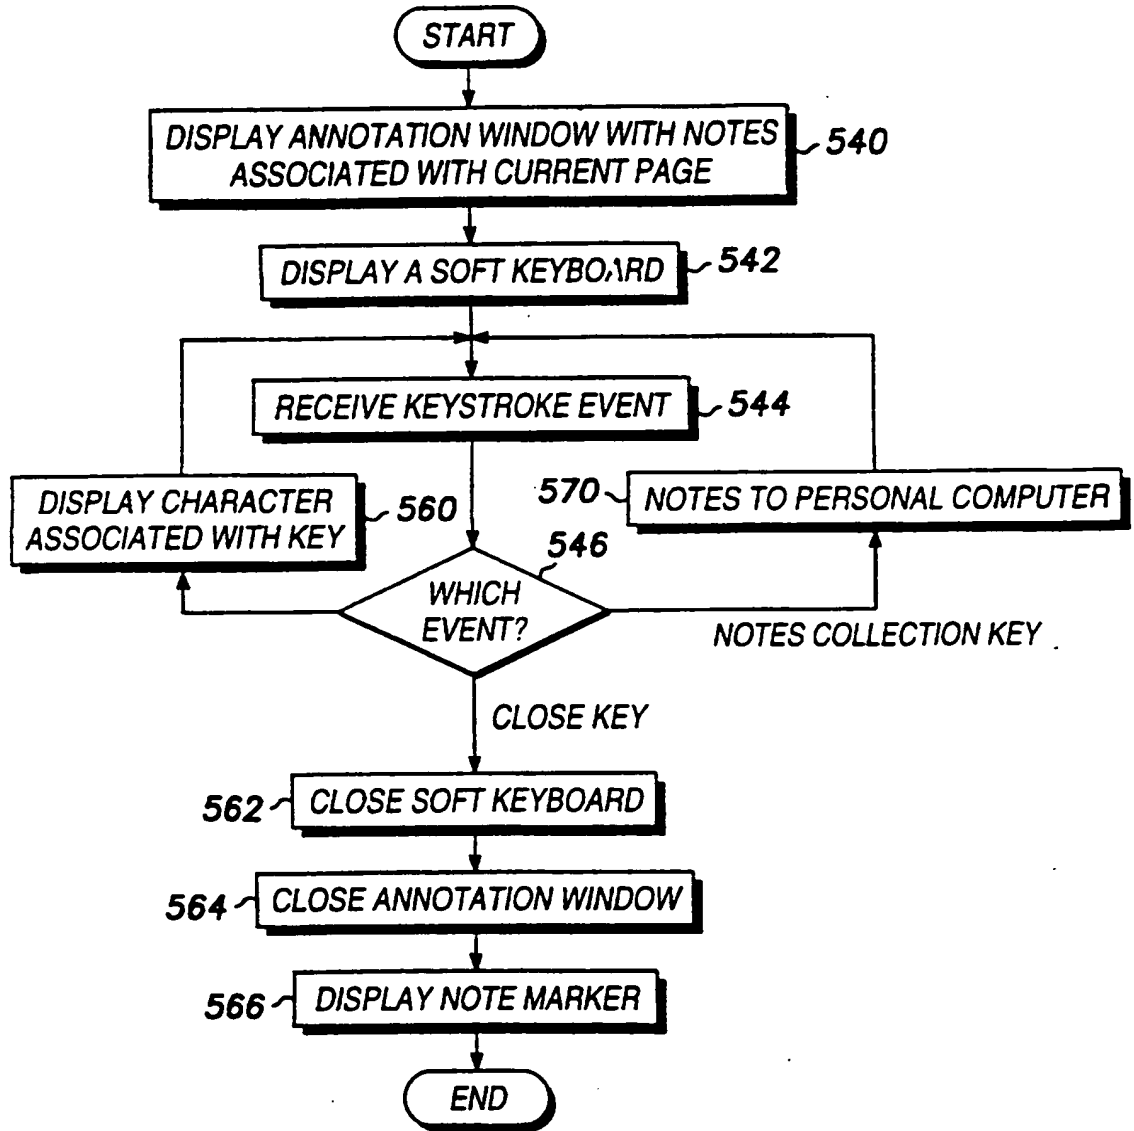 START
DISPLAY ANNOTATION WINDOW WITH NOTES
ASSOCIATED WITH CURRENT PAGE
540
DISPLAY A SOFT KEYBOARD
542
RECEIVE KEYSTROKE EVENT
544
DISPLAY CHARACTER
ASSOCIATED WITH KEY
560
570
NOTES TO PERSONAL COMPUTER
546
WHICH
EVENT?
NOTES COLLECTION KEY
CLOSE KEY
562
CLOSE SOFT KEYBOARD
564
CLOSE ANNOTATION WINDOW
566
DISPLAY NOTE MARKER
END